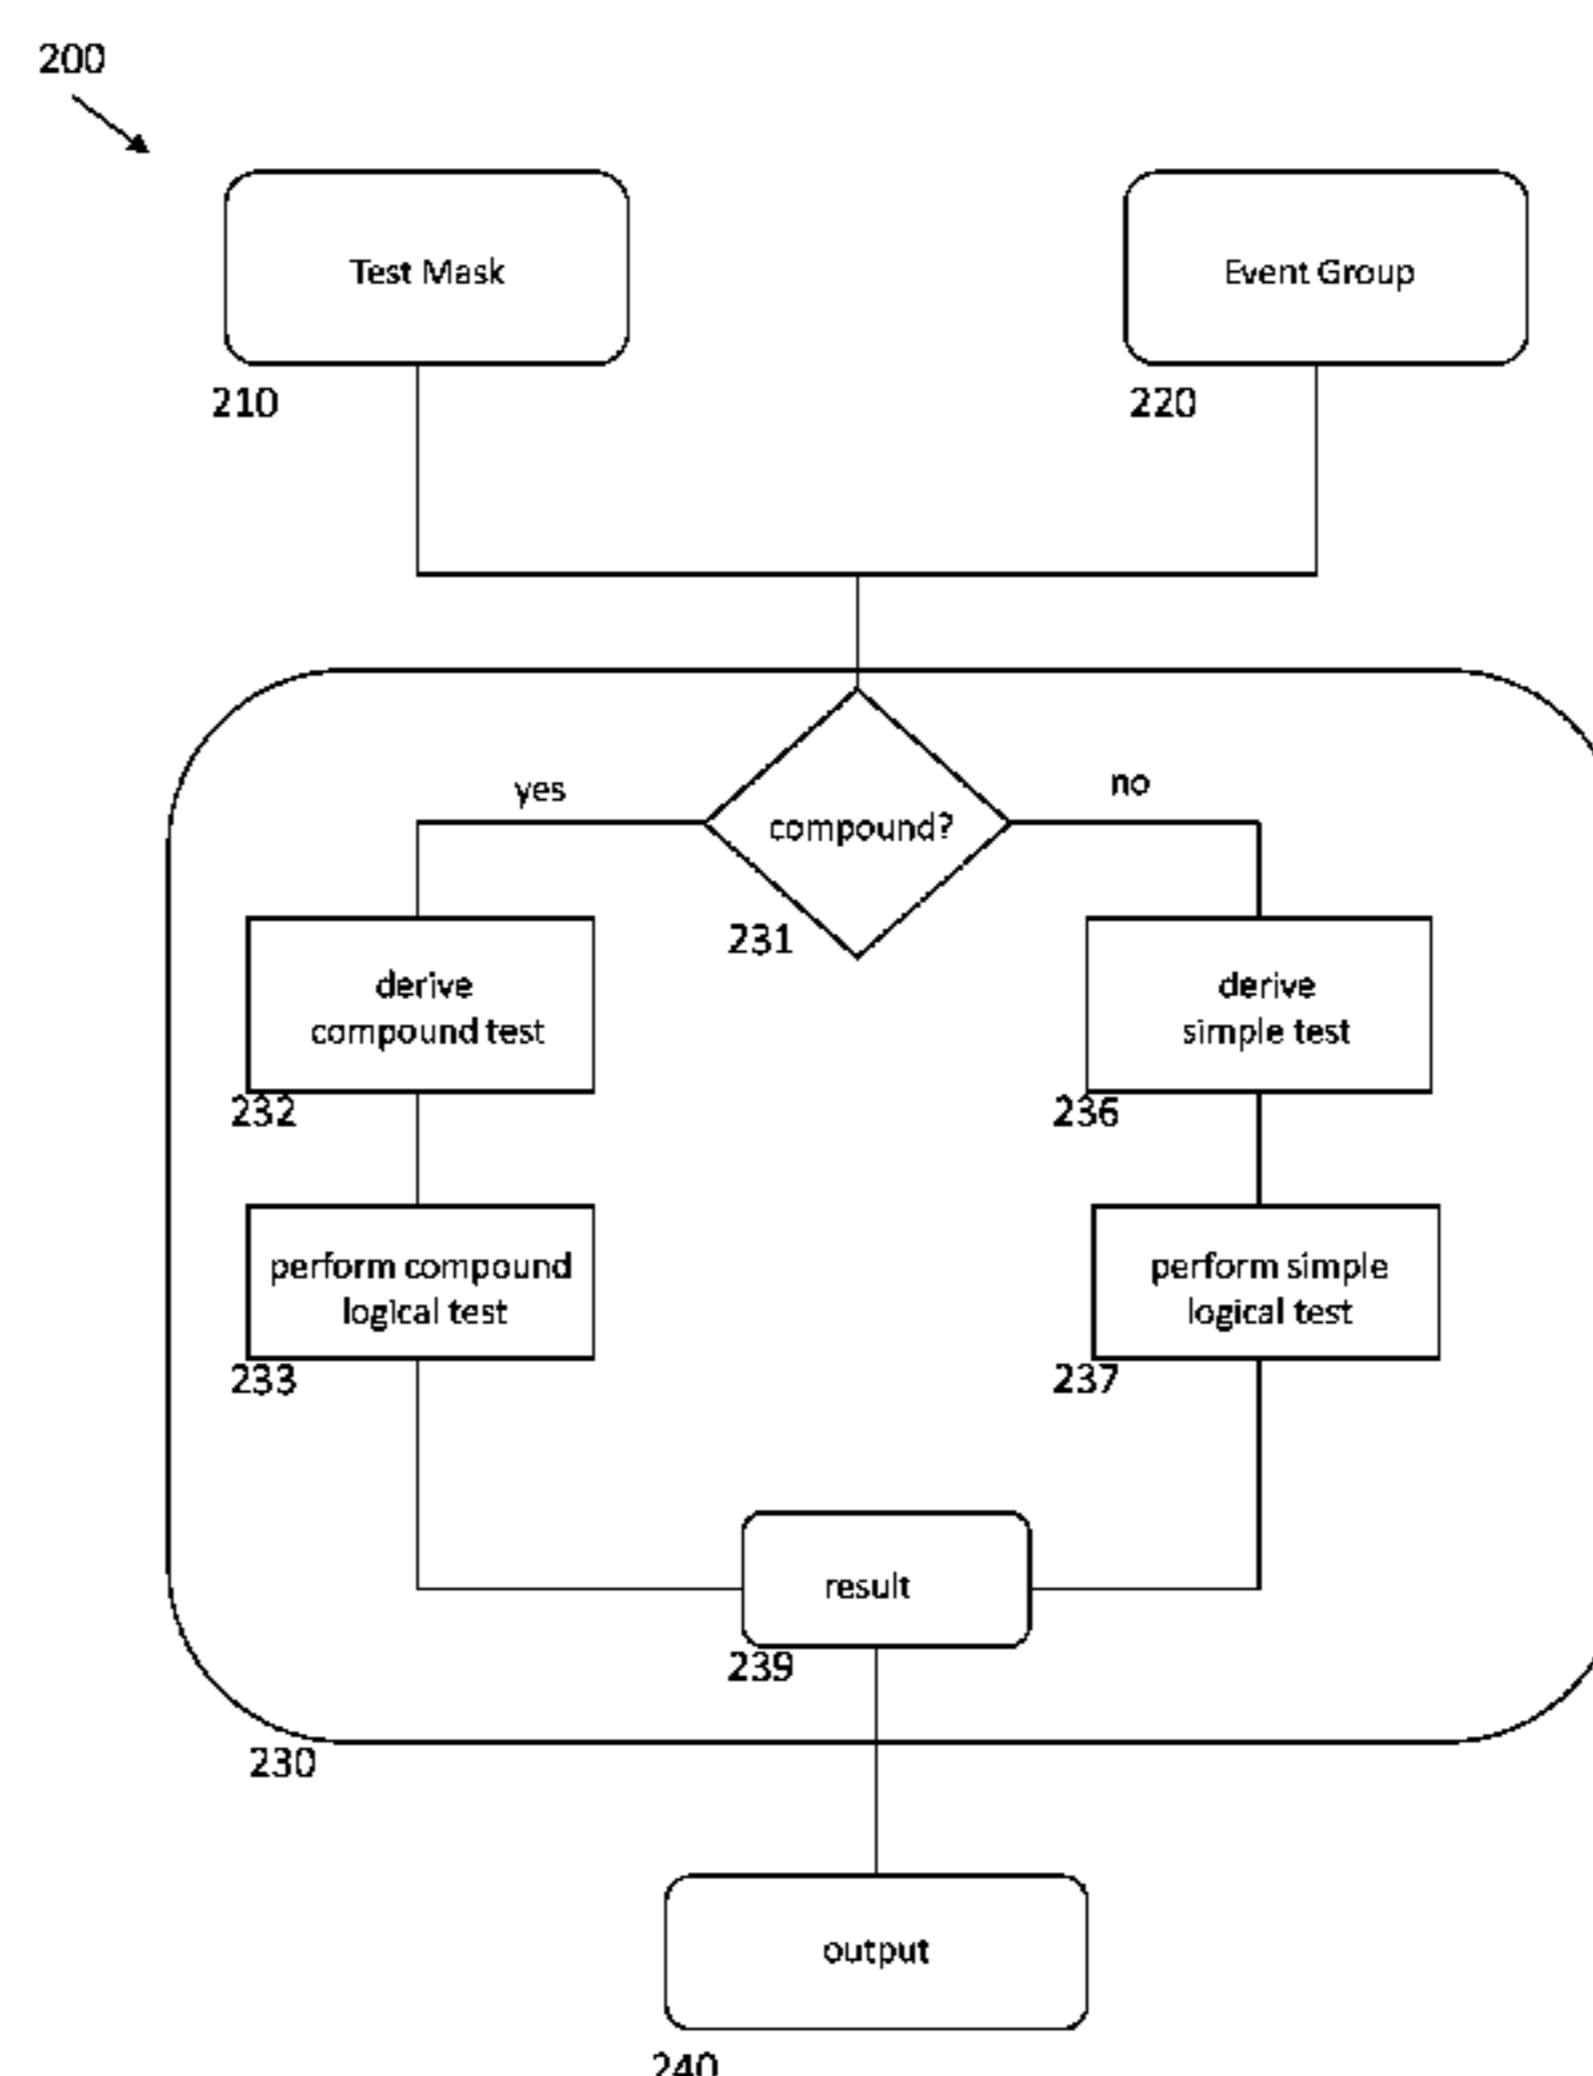 200
Test Mask
Event Group
210
220
yes
no
compound?
231
derive
compound test
derive
simple test
232
236
perform compound
logical test
perform simple
logical test
233
237
result
239
230
output
240